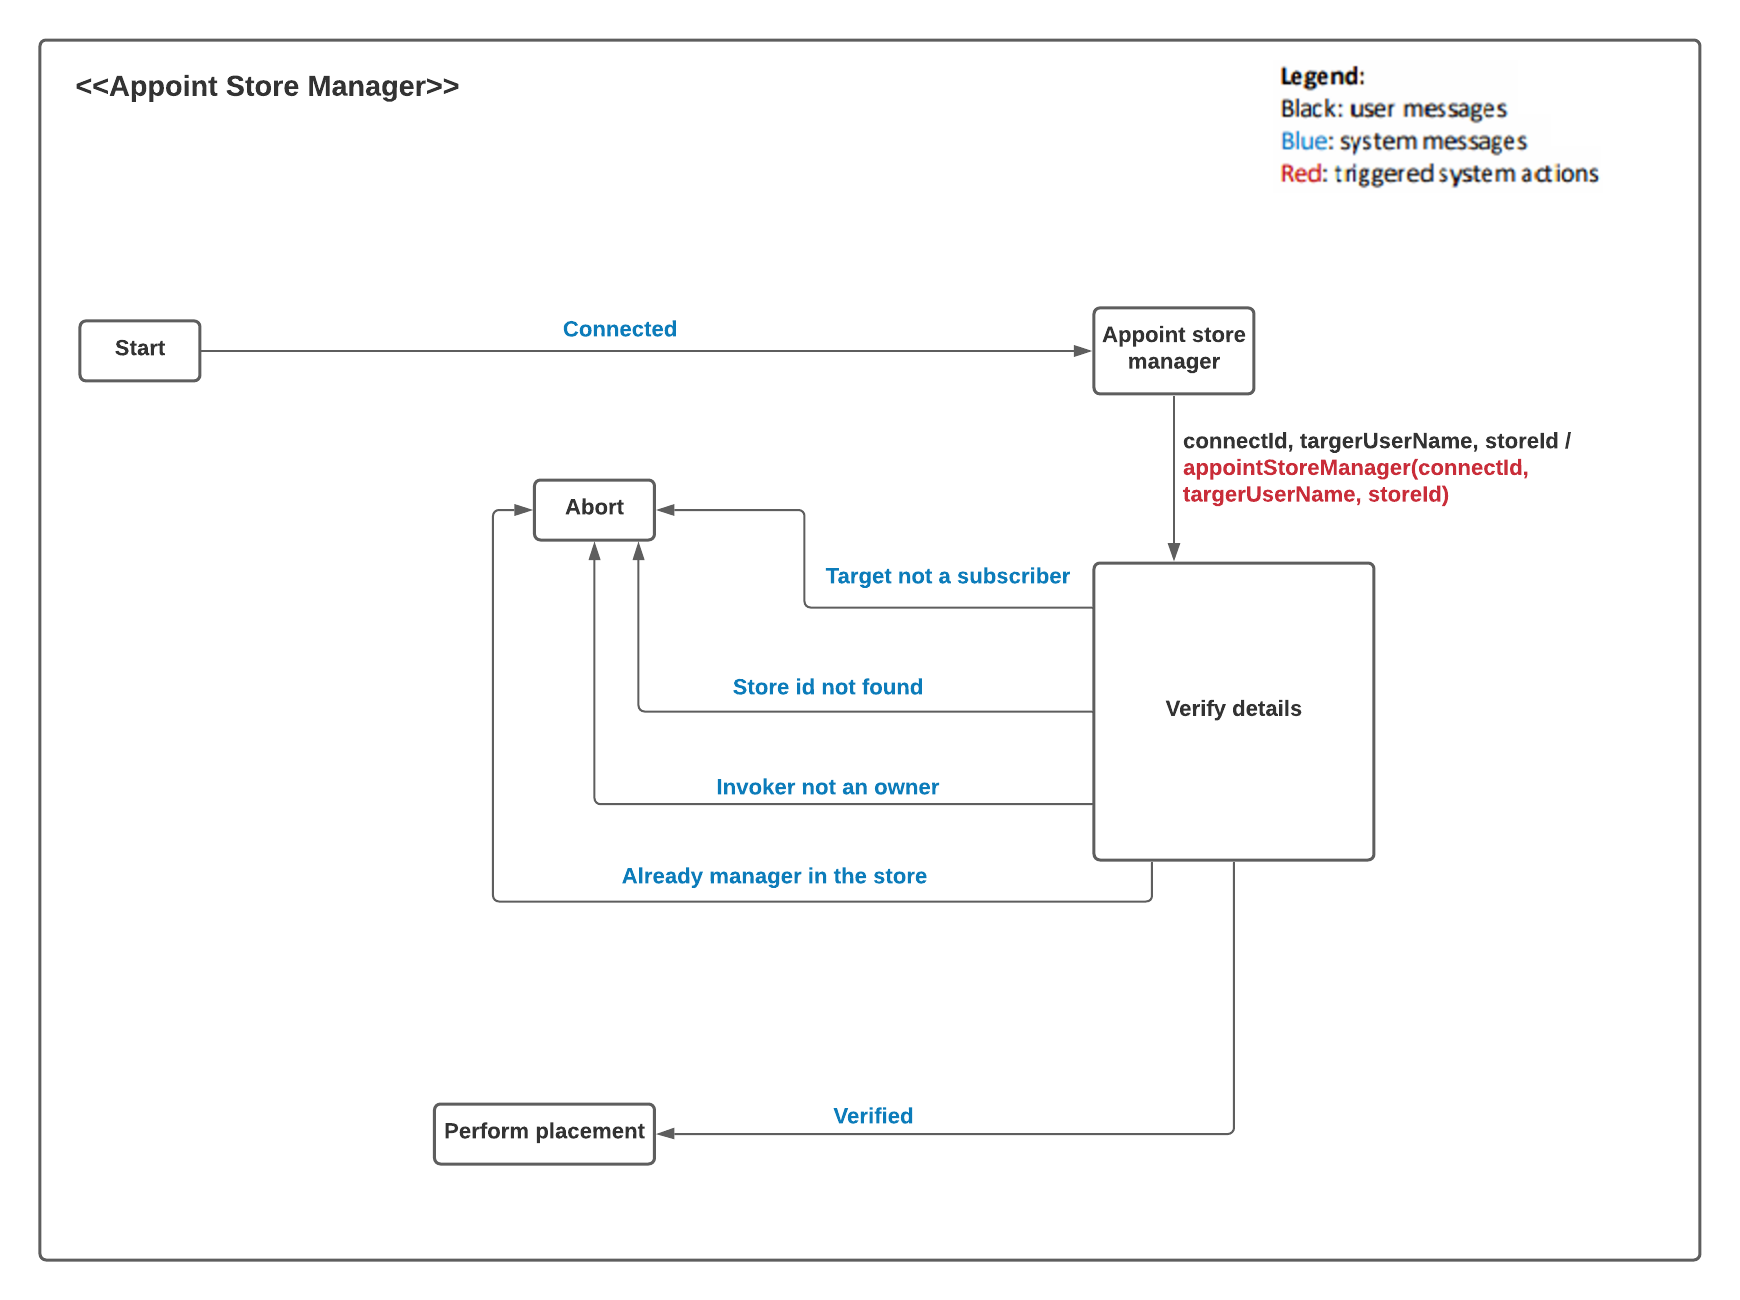 <<Appoint Store Manager>>
Legend:
Black: user messages
Blue: system messages
Red: triggered system actions
Start
Connected
Appoint store
manager
connectId, targerUserName, storeId /
appointStoreManager(connectId,
targerUserName, storeId)
Abort
Target not a subscriber
Store id not found
Verify details
Invoker not an owner
Already manager in the store
Perform placement
Verified